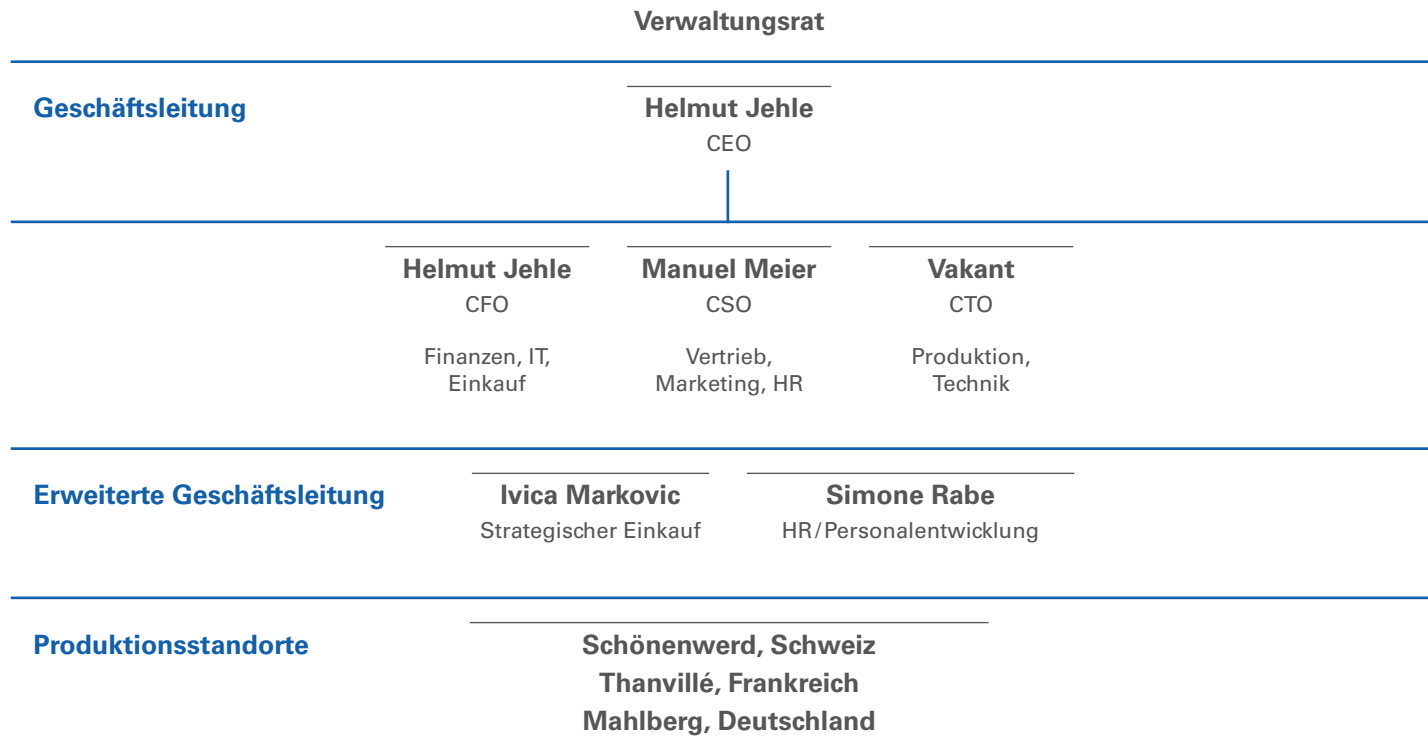 Verwaltungsrat
Geschäftsleitung
Helmut Jehle
CEO
Helmut Jehle
CFO
Finanzen, IT,
Einkauf
Manuel Meier
CSO
Vertrieb,
Marketing, HR
Vakant
CTO
Produktion,
Technik
Erweiterte Geschäftsleitung
Ivica Markovic
Strategischer Einkauf
Simone Rabe
HR/Personalentwicklung
Produktionsstandorte
Schönenwerd, Schweiz
Thanvillé, Frankreich
Mahlberg, Deutschland